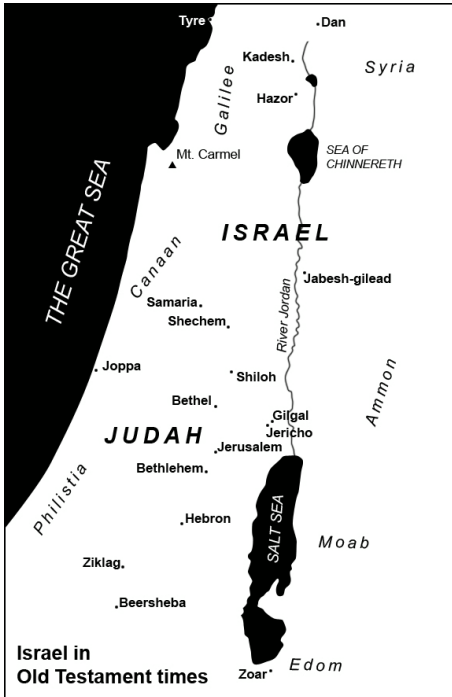 Tyre
Dan
Kadesh
Syria
Galilee
Hazor
SEA OF
CHINNERETH
Mt. Carmel
THE GREAT SEA
ISRAEL
Canaan
Jabesh-gilead
Samaria
River Jordan
Shechem
Joppa
Shiloh
Ammon
Bethel
Gilgal
JUDAH
Jericho
Jerusalem
Bethlehem
Philistia
Hebron
SALT SEA
Moab
Ziklag
Beersheba
Israel in
Old Testament times
Edom
Zoar